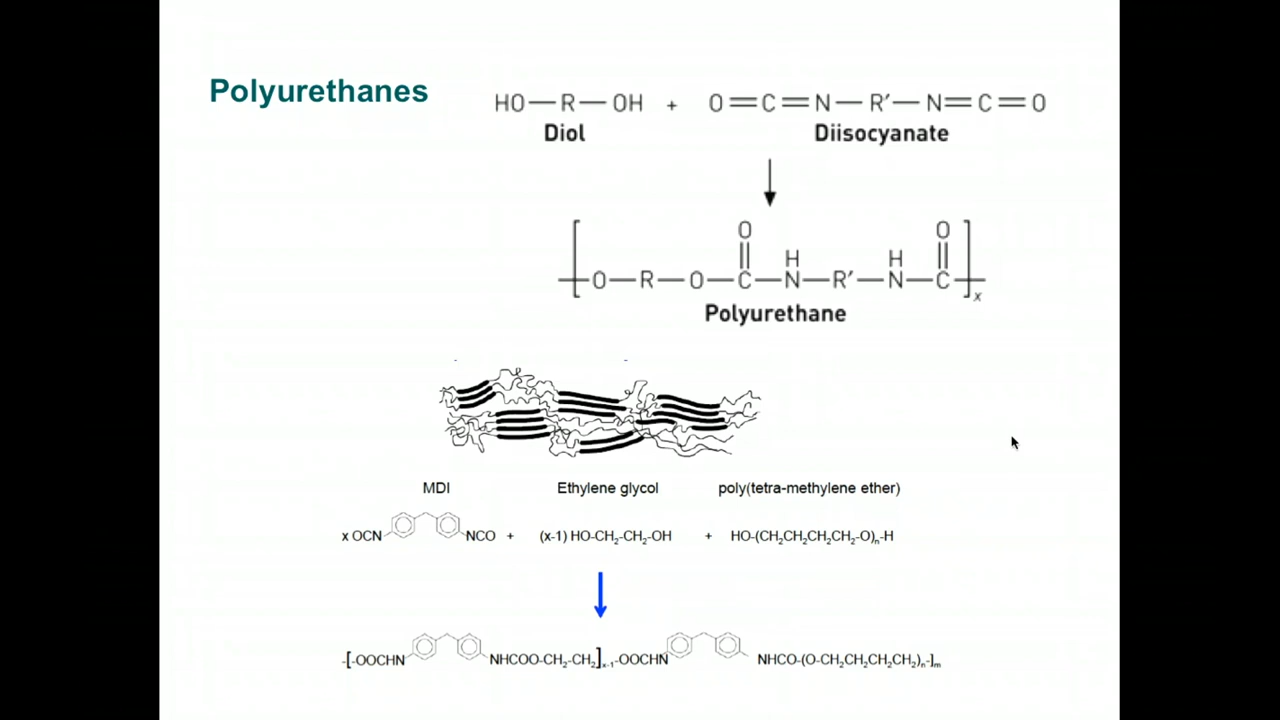 Polyurethanes
HO—R—OH + O=C=N—R′—N=C=O
Diol Diisocyanate
O O
H H
[O—R—O—C—N—R′—N—C]x
Polyurethane
MDI Ethylene glycol poly(tetra-methylene ether)
x OCN NCO + (x-1) HO-CH₂-CH₂-OH + HO-(CH₂CH₂CH₂CH₂-O)ₙ-H
-[-OOCHN NHCOO-CH₂-CH₂]ₓ₋₁-OOCHN NHCO-(O-CH₂CH₂CH₂CH₂)ₙ-]ₘ